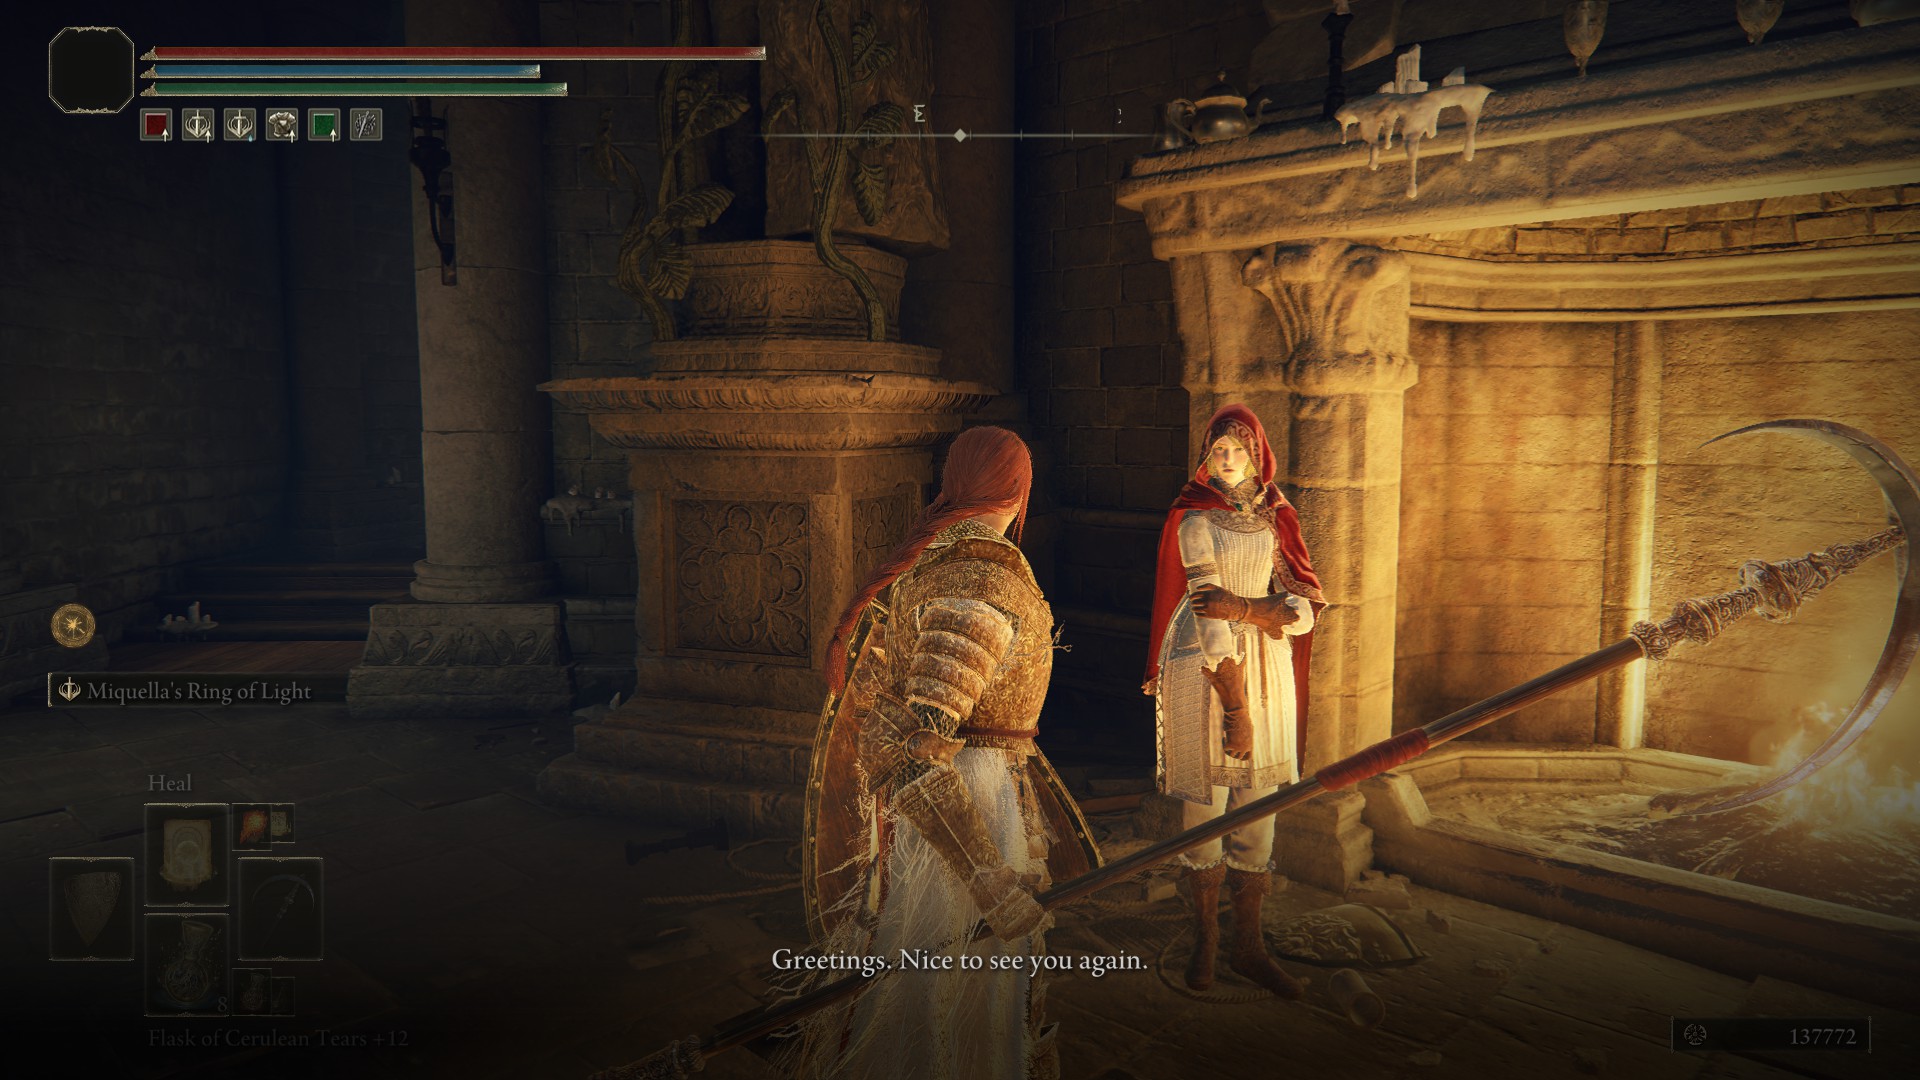 E
Miquella's Ring of Light
Heal
8
Flask of Cerulean Tears +12
Greetings. Nice to see you again.
137772